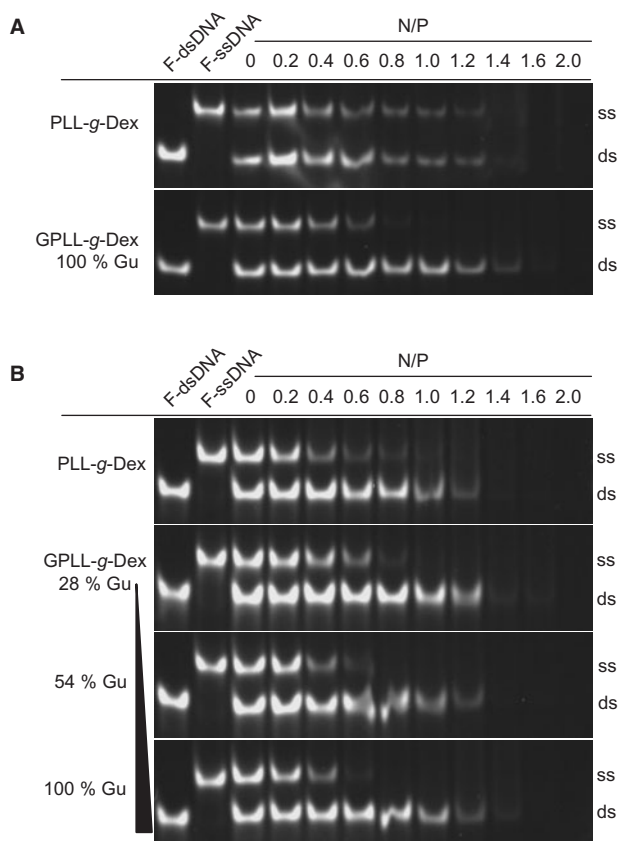 A
F-dsDNA
F-ssDNA
N/P
0 0.2 0.4 0.6 0.8 1.0 1.2 1.4 1.6 2.0
PLL-g-Dex
ss
ds
GPLL-g-Dex
100 % Gu
ss
ds
B
F-dsDNA
F-ssDNA
N/P
0 0.2 0.4 0.6 0.8 1.0 1.2 1.4 1.6 2.0
PLL-g-Dex
ss
ds
GPLL-g-Dex
28 % Gu
ss
ds
54 % Gu
ss
ds
100 % Gu
ss
ds